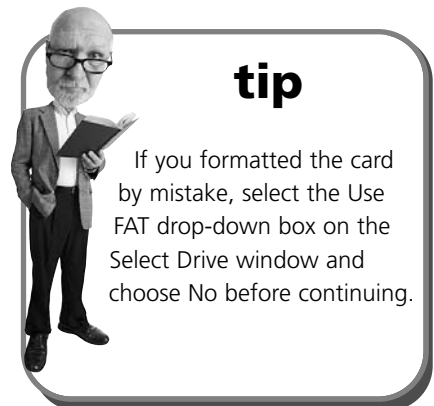 tip
If you formatted the card
by mistake, select the Use
FAT drop-down box on the
Select Drive window and
choose No before continuing.